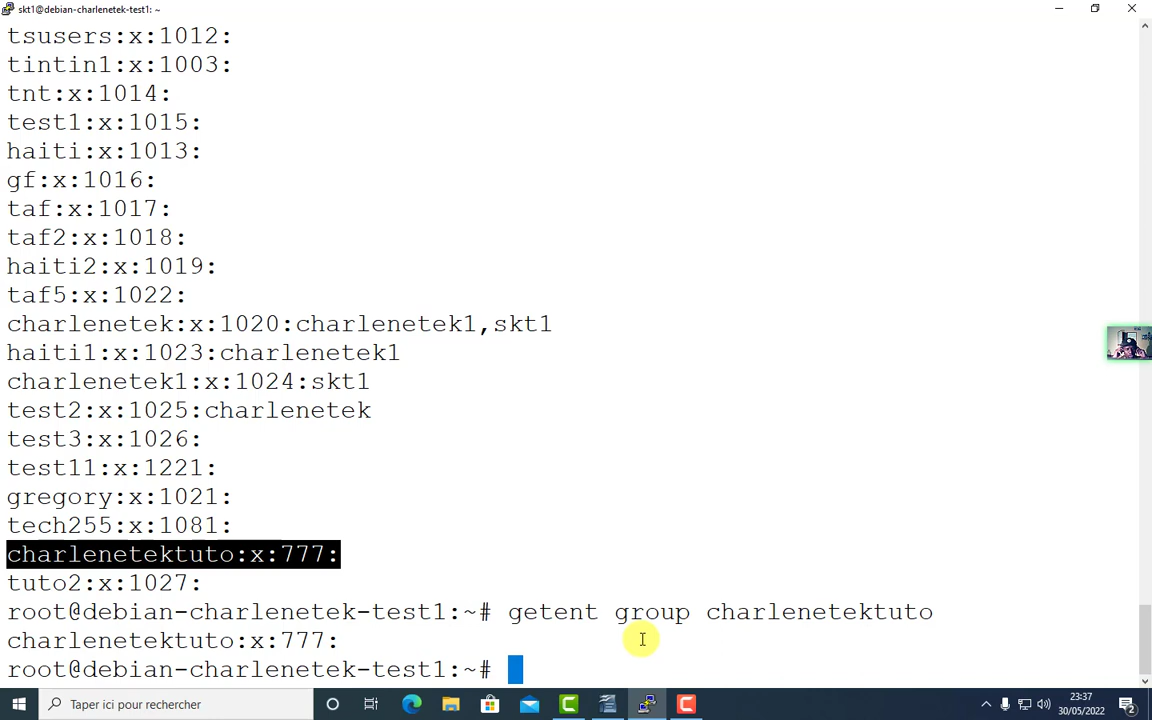 skt1@debian-charlenetek-test1: ~
tsusers:x:1012:
tintin1:x:1003:
tnt:x:1014:
test1:x:1015:
haiti:x:1013:
gf:x:1016:
taf:x:1017:
taf2:x:1018:
haiti2:x:1019:
taf5:x:1022:
charlenetek:x:1020:charlenetek1,skt1
haiti1:x:1023:charlenetek1
charlenetek1:x:1024:skt1
test2:x:1025:charlenetek
test3:x:1026:
test11:x:1221:
gregory:x:1021:
tech255:x:1081:
charlenetektuto:x:777:
tuto2:x:1027:
root@debian-charlenetek-test1:~# getent group charlenetektuto
charlenetektuto:x:777:
root@debian-charlenetek-test1:~#
Taper ici pour rechercher
23:37
30/05/2022
2